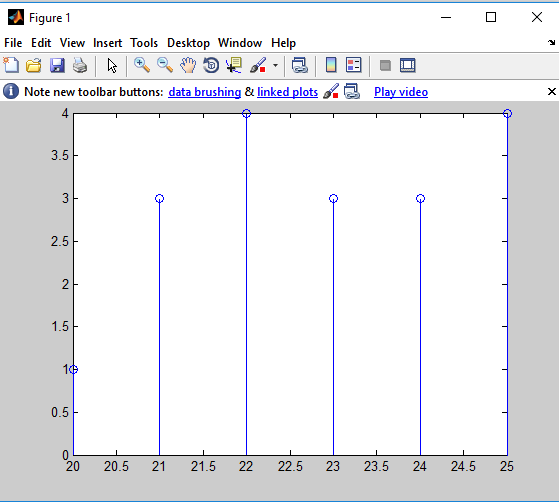 Figure 1
File Edit View Insert Tools Desktop Window
Note new toolbar buttons: data brushing & linked plots Play video
4
3.5
3
2.5
2
1.5
1
0.5
0
20 20.5 21 21.5 22 22.5 23 23.5 24 24.5 25